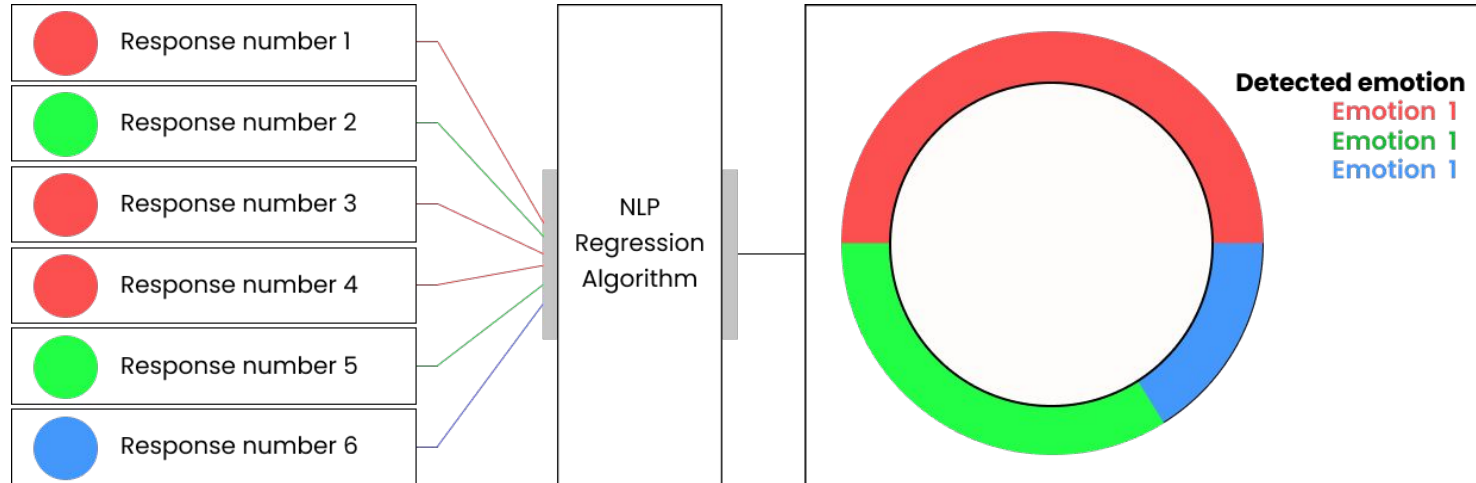 Response number 1
Response number 2
Response number 3
Response number 4
Response number 5
Response number 6
NLP
Regression
Algorithm
Detected emotion
Emotion 1
Emotion 1
Emotion 1